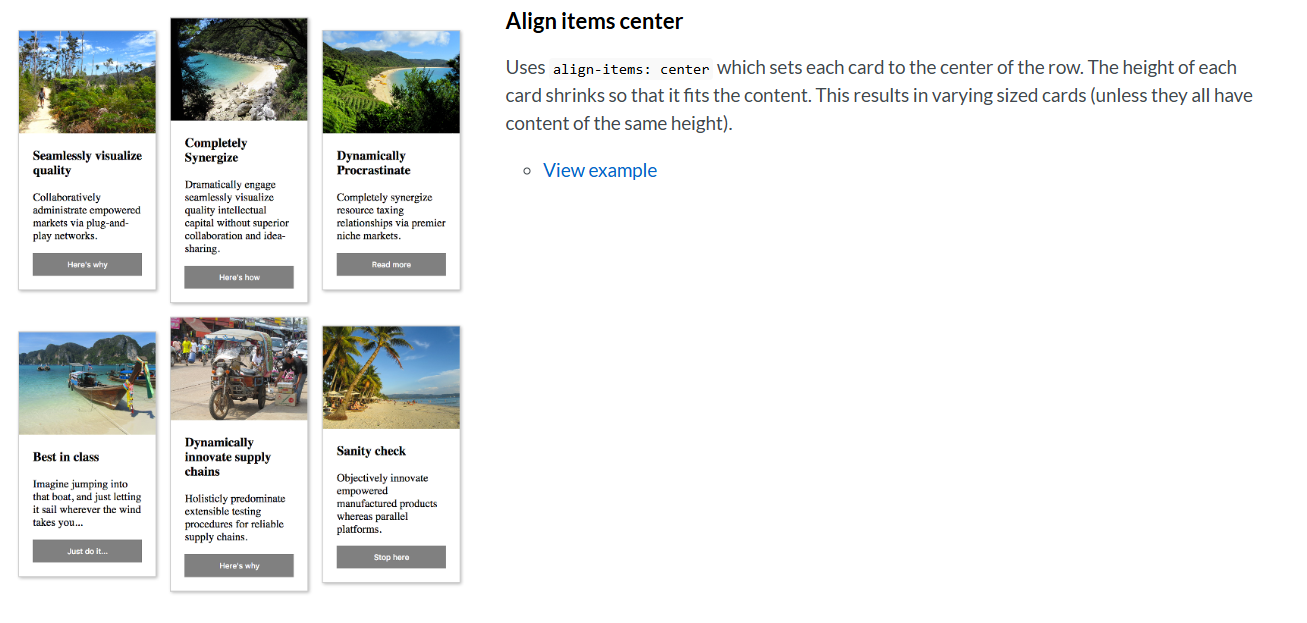 Align items center
Uses align-items: center which sets each card to the center of the row. The height of each
card shrinks so that it fits the content. This results in varying sized cards (unless they all have
content of the same height).
View example
Seamlessly visualize
quality
Collaboratively
administrate empowered
markets via plug-and-
play networks.
Here's why
Completely
Synergize
Dramatically engage
seamlessly visualize
quality intellectual
capital without superior
collaboration and idea-
sharing.
Here's how
Dynamically
Procrastinate
Completely synergize
resource taxing
relationships via premier
niche markets.
Read more
Best in class
Imagine jumping into
that boat, and just letting
it sail wherever the wind
takes you...
Just do it...
Dynamically
innovate supply
chains
Holisticly predominate
extensible testing
procedures for reliable
supply chains.
Here's why
Sanity check
Objectively innovate
empowered
manufactured products
whereas parallel
platforms.
Stop here